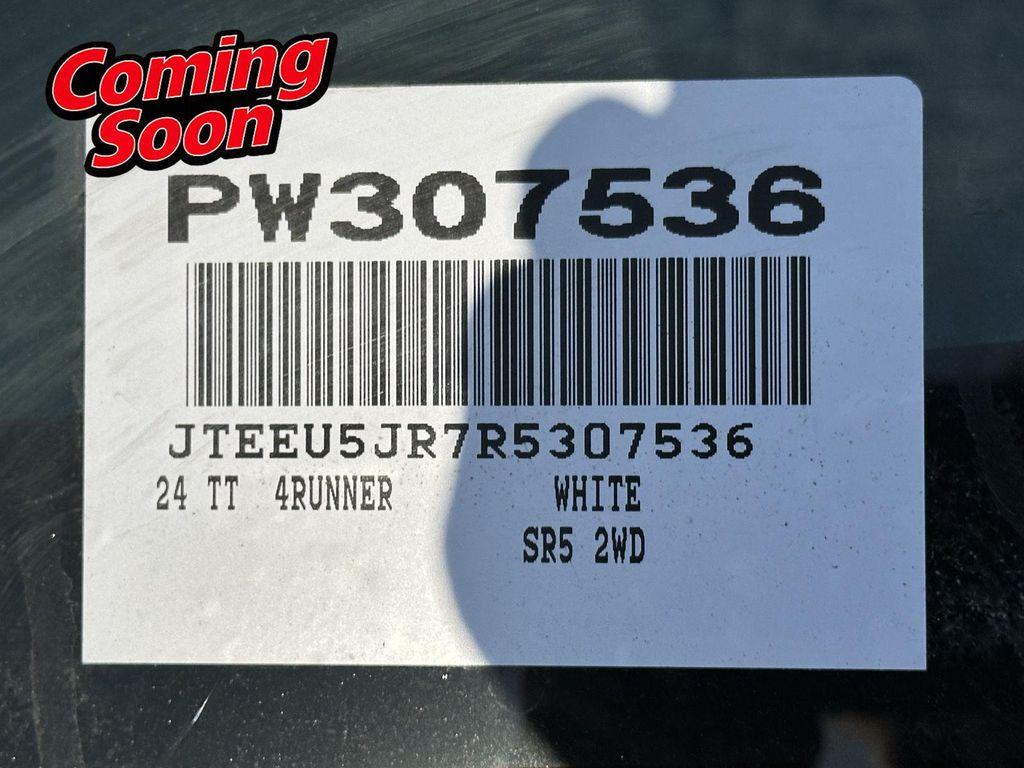 Coming
Soon
PW307536
JTEEU5JR7R5307536
24 TT 4RUNNER WHITE
SR5 2WD